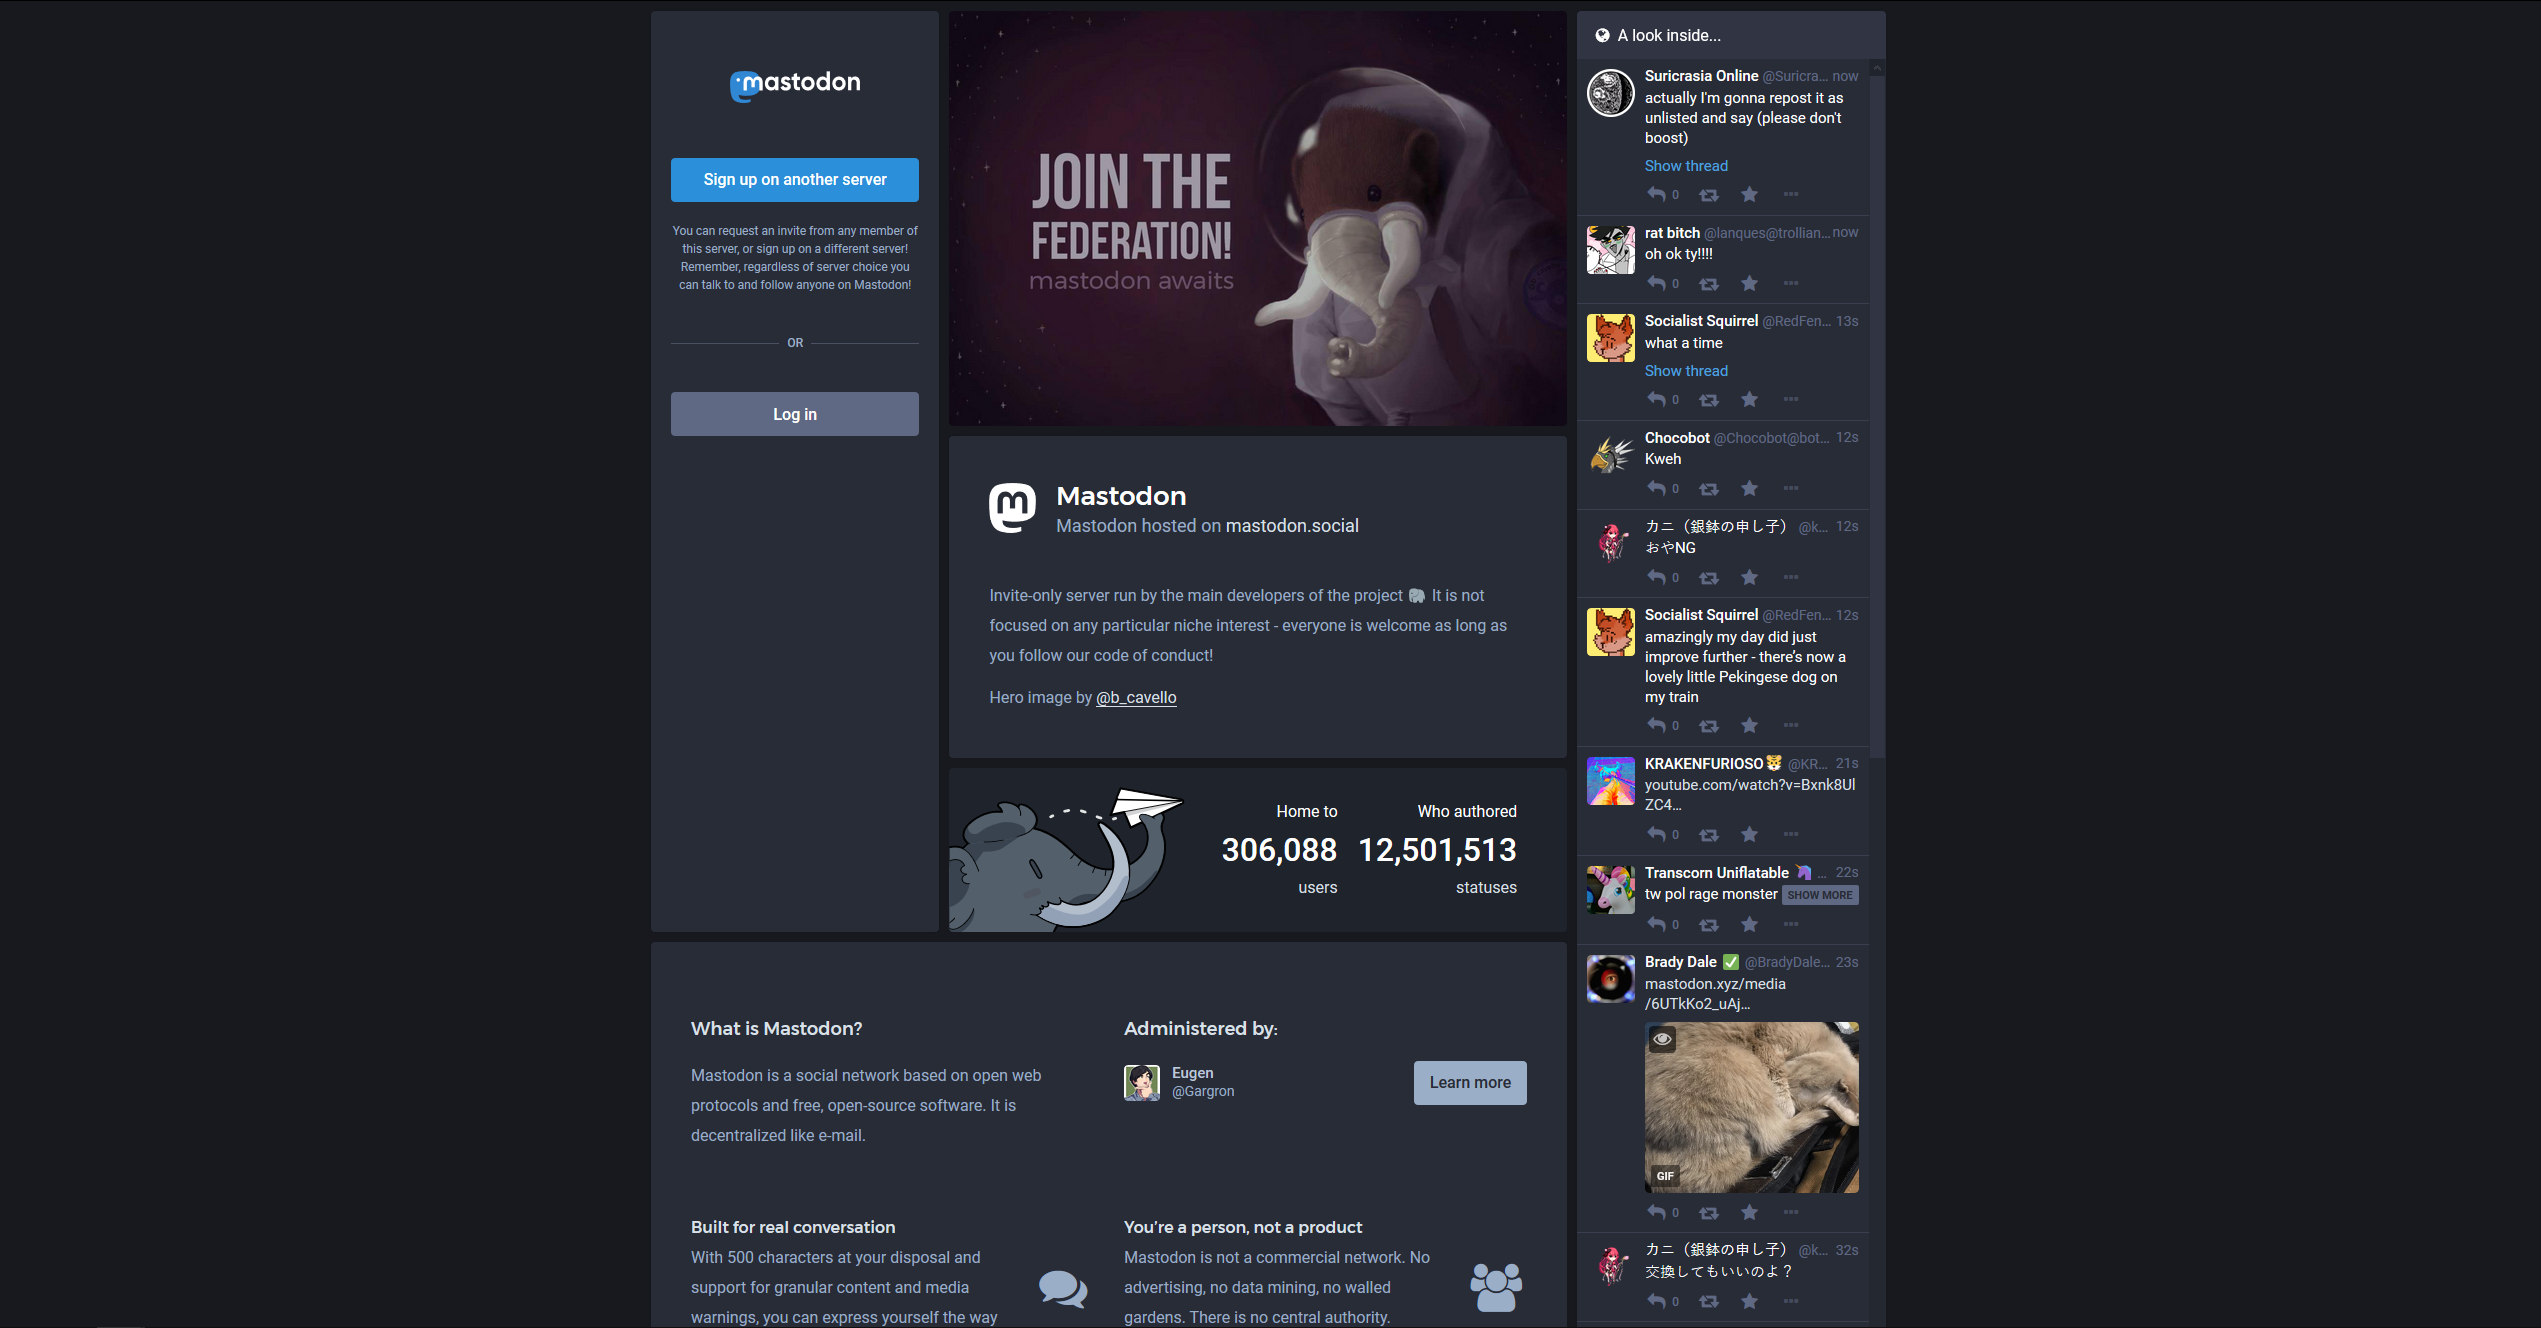 mastodon
Sign up on another server
You can request an invite from any member of
this server, or sign up on a different server!
Remember, regardless of server choice you
can talk to and follow anyone on Mastodon!
OR
Log in
JOIN THE
FEDERATION!
mastodon awaits
Mastodon
Mastodon hosted on mastodon.social
Invite-only server run by the main developers of the project 🐘 It is not
focused on any particular niche interest - everyone is welcome as long as
you follow our code of conduct!
Hero image by @b_cavello
Home to
306,088
users
Who authored
12,501,513
statuses
What is Mastodon?
Mastodon is a social network based on open web
protocols and free, open-source software. It is
decentralized like e-mail.
Administered by:
Eugen
@Gargron
Learn more
Built for real conversation
With 500 characters at your disposal and
support for granular content and media
warnings, you can express yourself the way
You're a person, not a product
Mastodon is not a commercial network. No
advertising, no data mining, no walled
gardens. There is no central authority.
A look inside...
Suricrasia Online @Suricra... now
actually I'm gonna repost it as
unlisted and say (please don't
boost)
Show thread
0
rat bitch @lanques@trollian... now
oh ok ty!!!!
0
Socialist Squirrel @RedFen... 13s
what a time
Show thread
0
Chocobot @Chocobot@bot... 12s
Kweh
0
カニ（銀鉢の申し子） @k... 12s
おやNG
0
Socialist Squirrel @RedFen... 12s
amazingly my day did just
improve further - there's now a
lovely little Pekingese dog on
my train
0
KRAKENFURIOSO🐯 @KR... 21s
youtube.com/watch?v=Bxnk8Ul
ZC4...
0
Transcorn Uniflatable 🦄 ... 22s
tw pol rage monster SHOW MORE
0
Brady Dale ✅ @BradyDale... 23s
mastodon.xyz/media
/6UTkKo2_uAj...
GIF
0
カニ（銀鉢の申し子） @k... 32s
交換してもいいのよ？
0